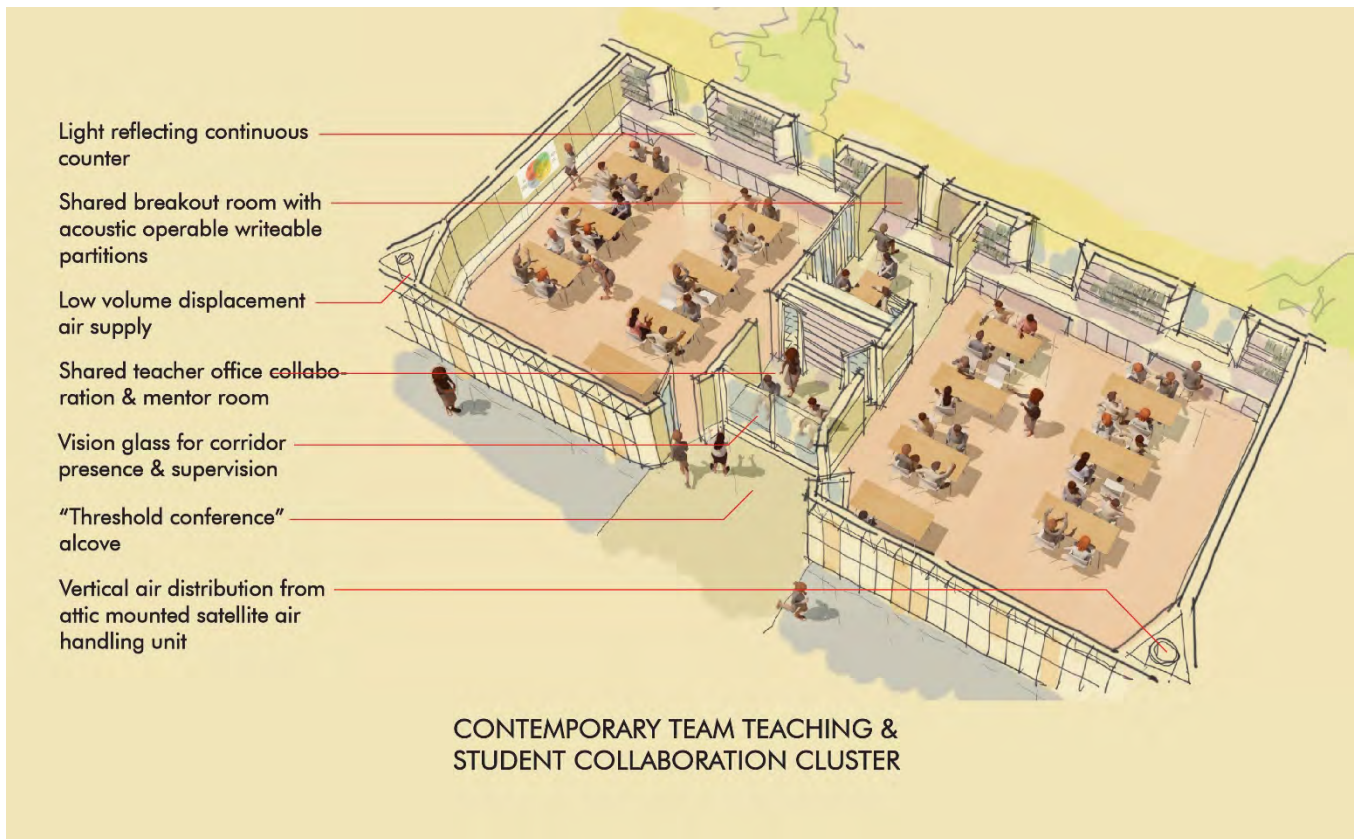 Light reflecting continuous
counter
Shared breakout room with
acoustic operable writeable
partitions
Low volume displacement
air supply
Shared teacher office collabo-
ration & mentor room
Vision glass for corridor
presence & supervision
“Threshold conference”
alcove
Vertical air distribution from
attic mounted satellite air
handling unit
CONTEMPORARY TEAM TEACHING &
STUDENT COLLABORATION CLUSTER